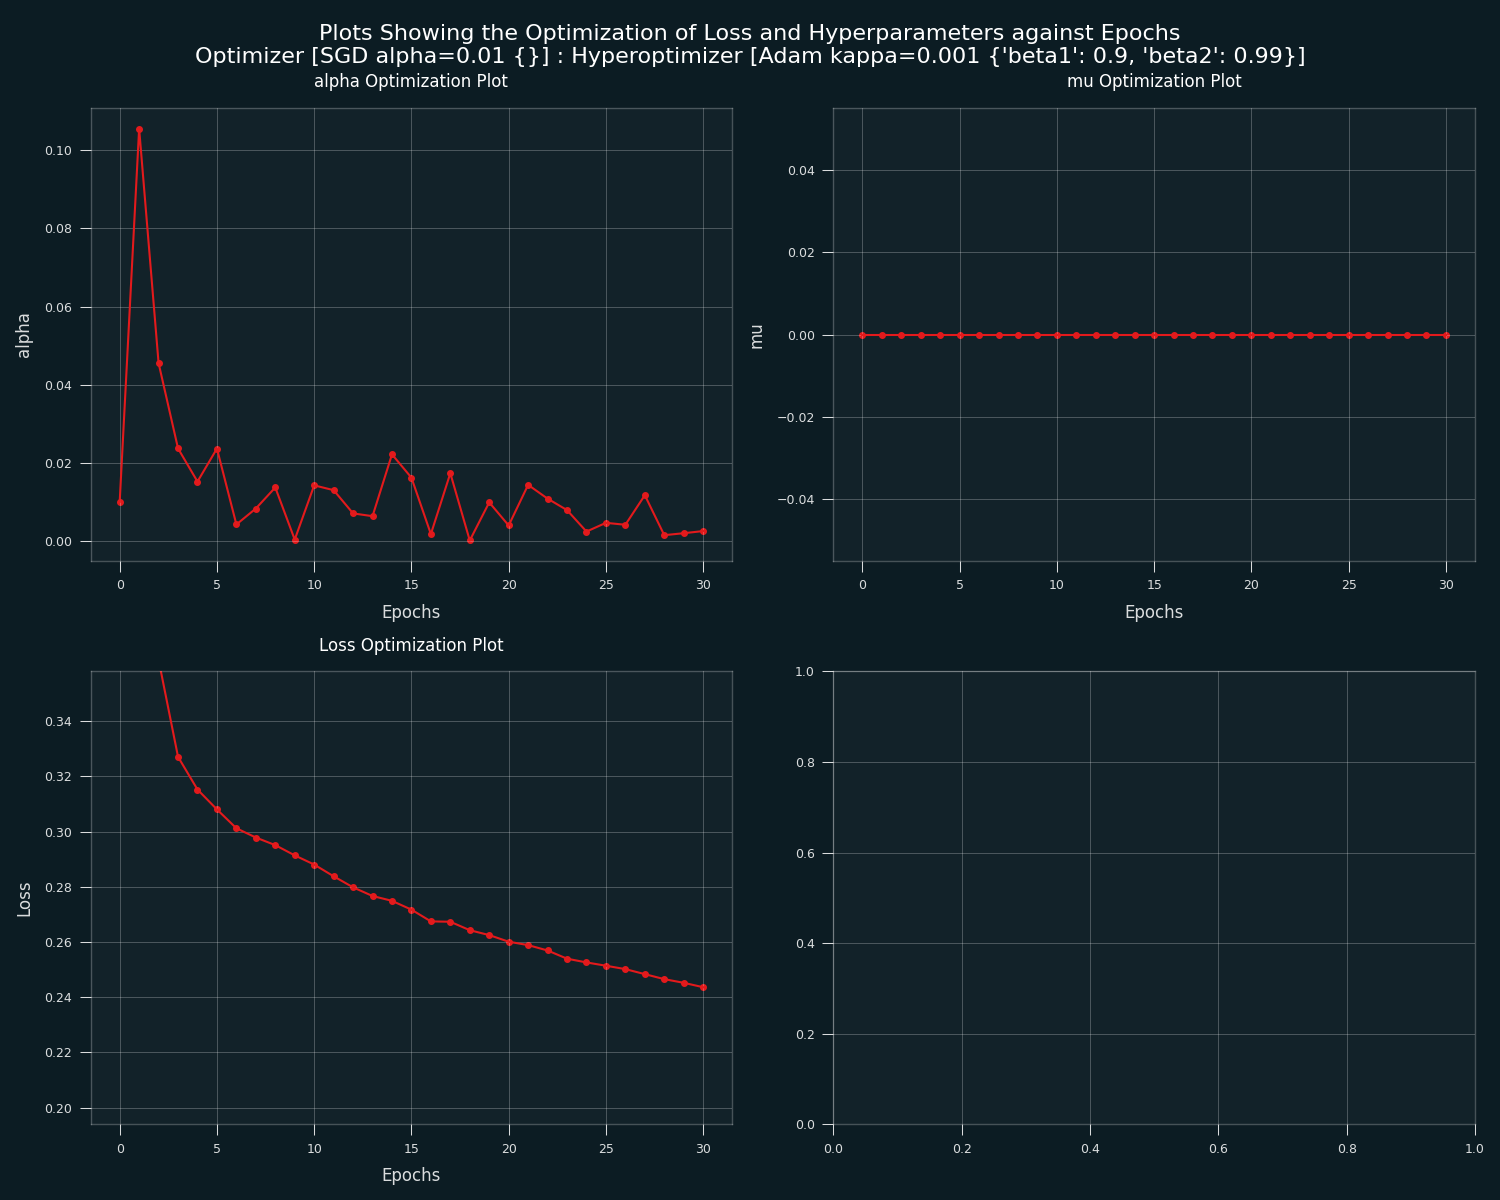 Plots Showing the Optimization of Loss and Hyperparameters against Epochs
Optimizer [SGD alpha=0.01 {}] : Hyperoptimizer [Adam kappa=0.001 {'beta1': 0.9, 'beta2': 0.99}]
alpha Optimization Plot
0.10
0.08
0.06
0.04
0.02
0.00
alpha
0 5 10 15 20 25 30
Epochs
mu Optimization Plot
0.04
0.02
0.00
−0.02
−0.04
mu
0 5 10 15 20 25 30
Epochs
Loss Optimization Plot
0.34
0.32
0.30
0.28
0.26
0.24
0.22
0.20
Loss
0 5 10 15 20 25 30
Epochs
1.0
0.8
0.6
0.4
0.2
0.0
0.0 0.2 0.4 0.6 0.8 1.0